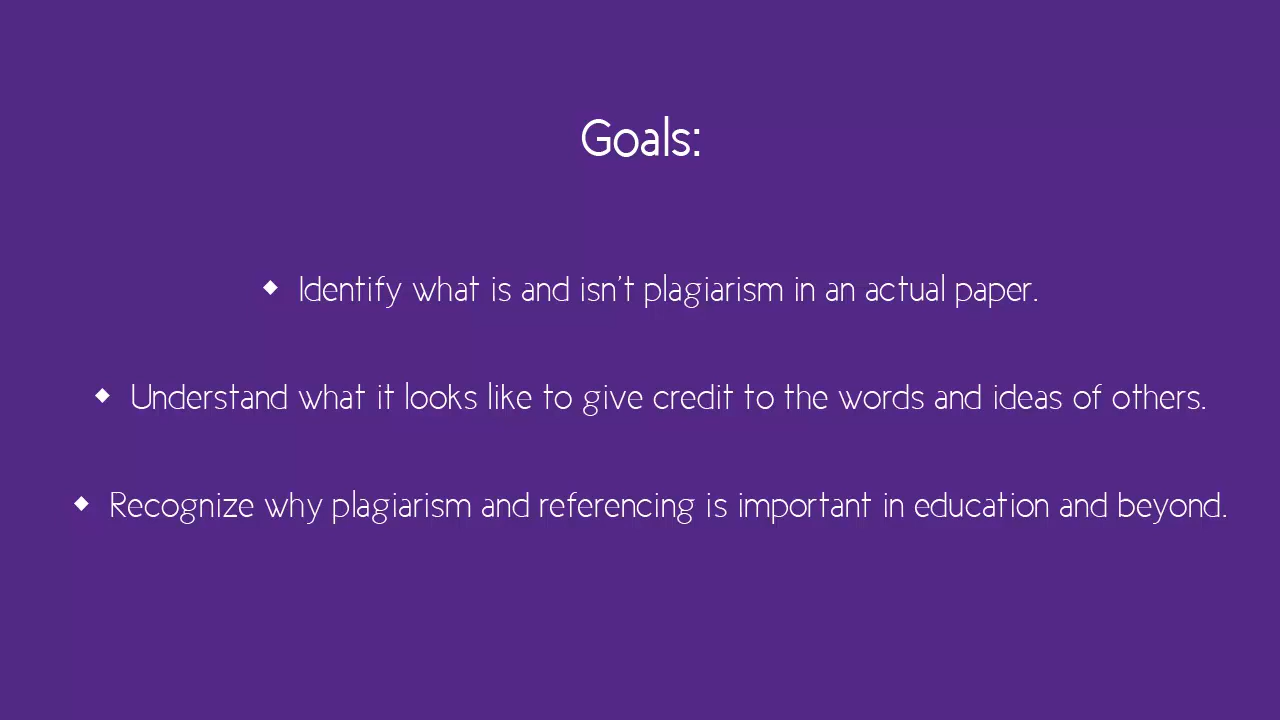 Goals:
◆ Identify what is and isn't plagiarism in an actual paper.
◆ Understand what it looks like to give credit to the words and ideas of others.
◆ Recognize why plagiarism and referencing is important in education and beyond.